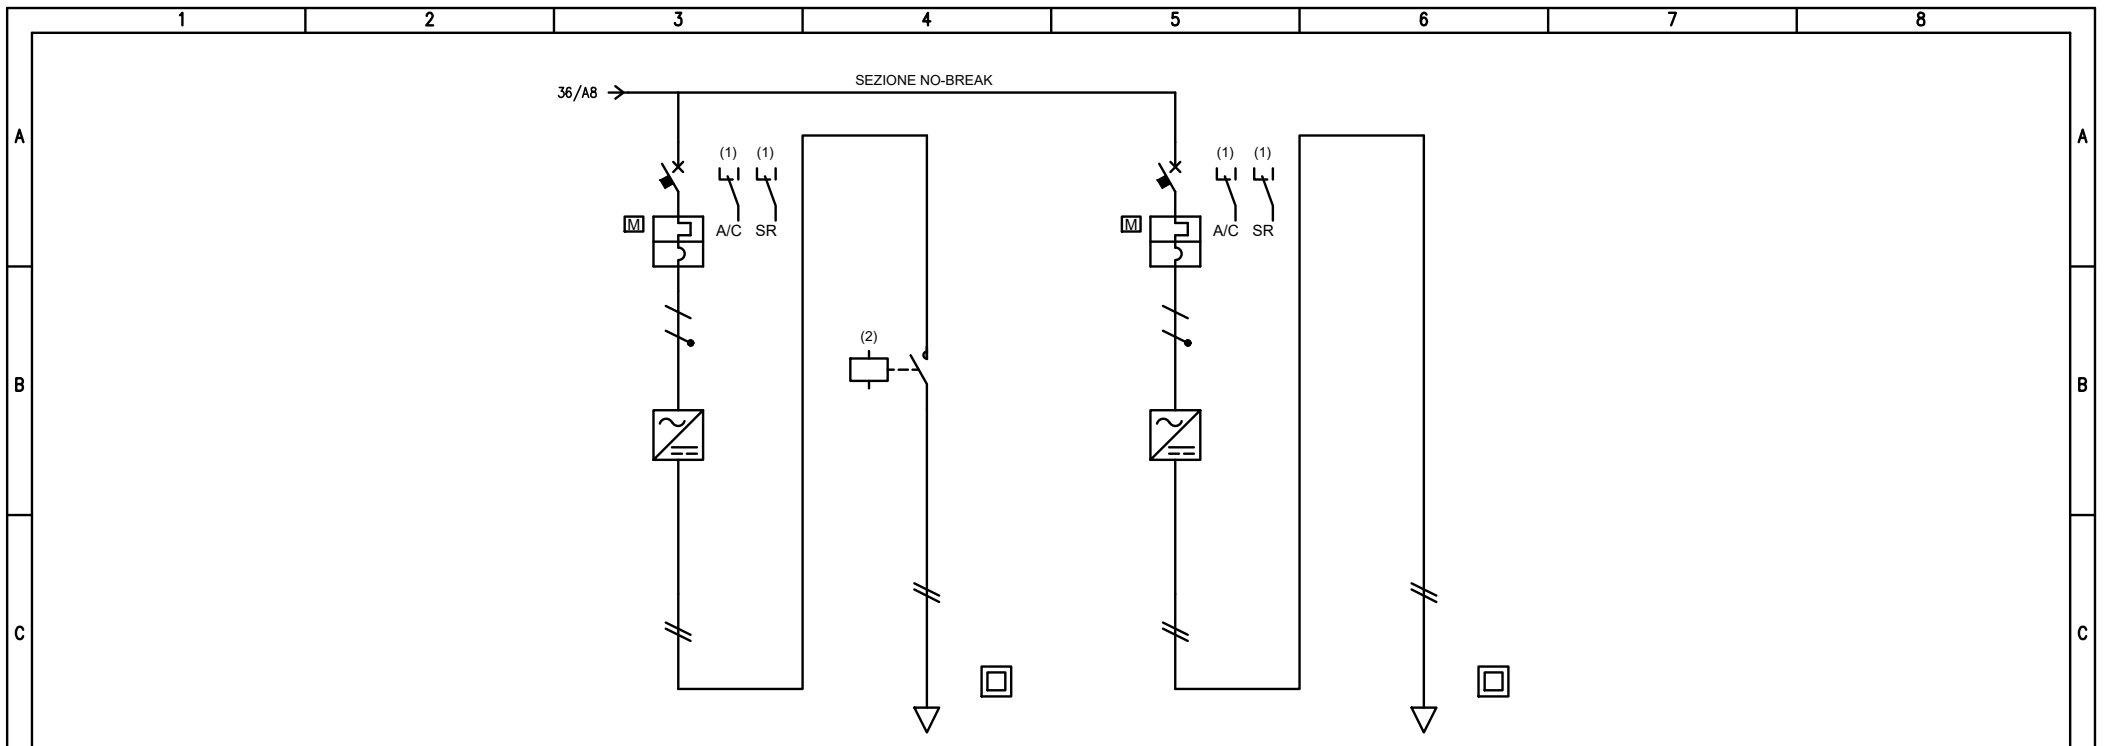 1 2 3 4 5 6 7 8
SEZIONE NO-BREAK
36/A8
A A
(1) (1) (1) (1)
M A/C SR M A/C SR
(2)
B B
C C